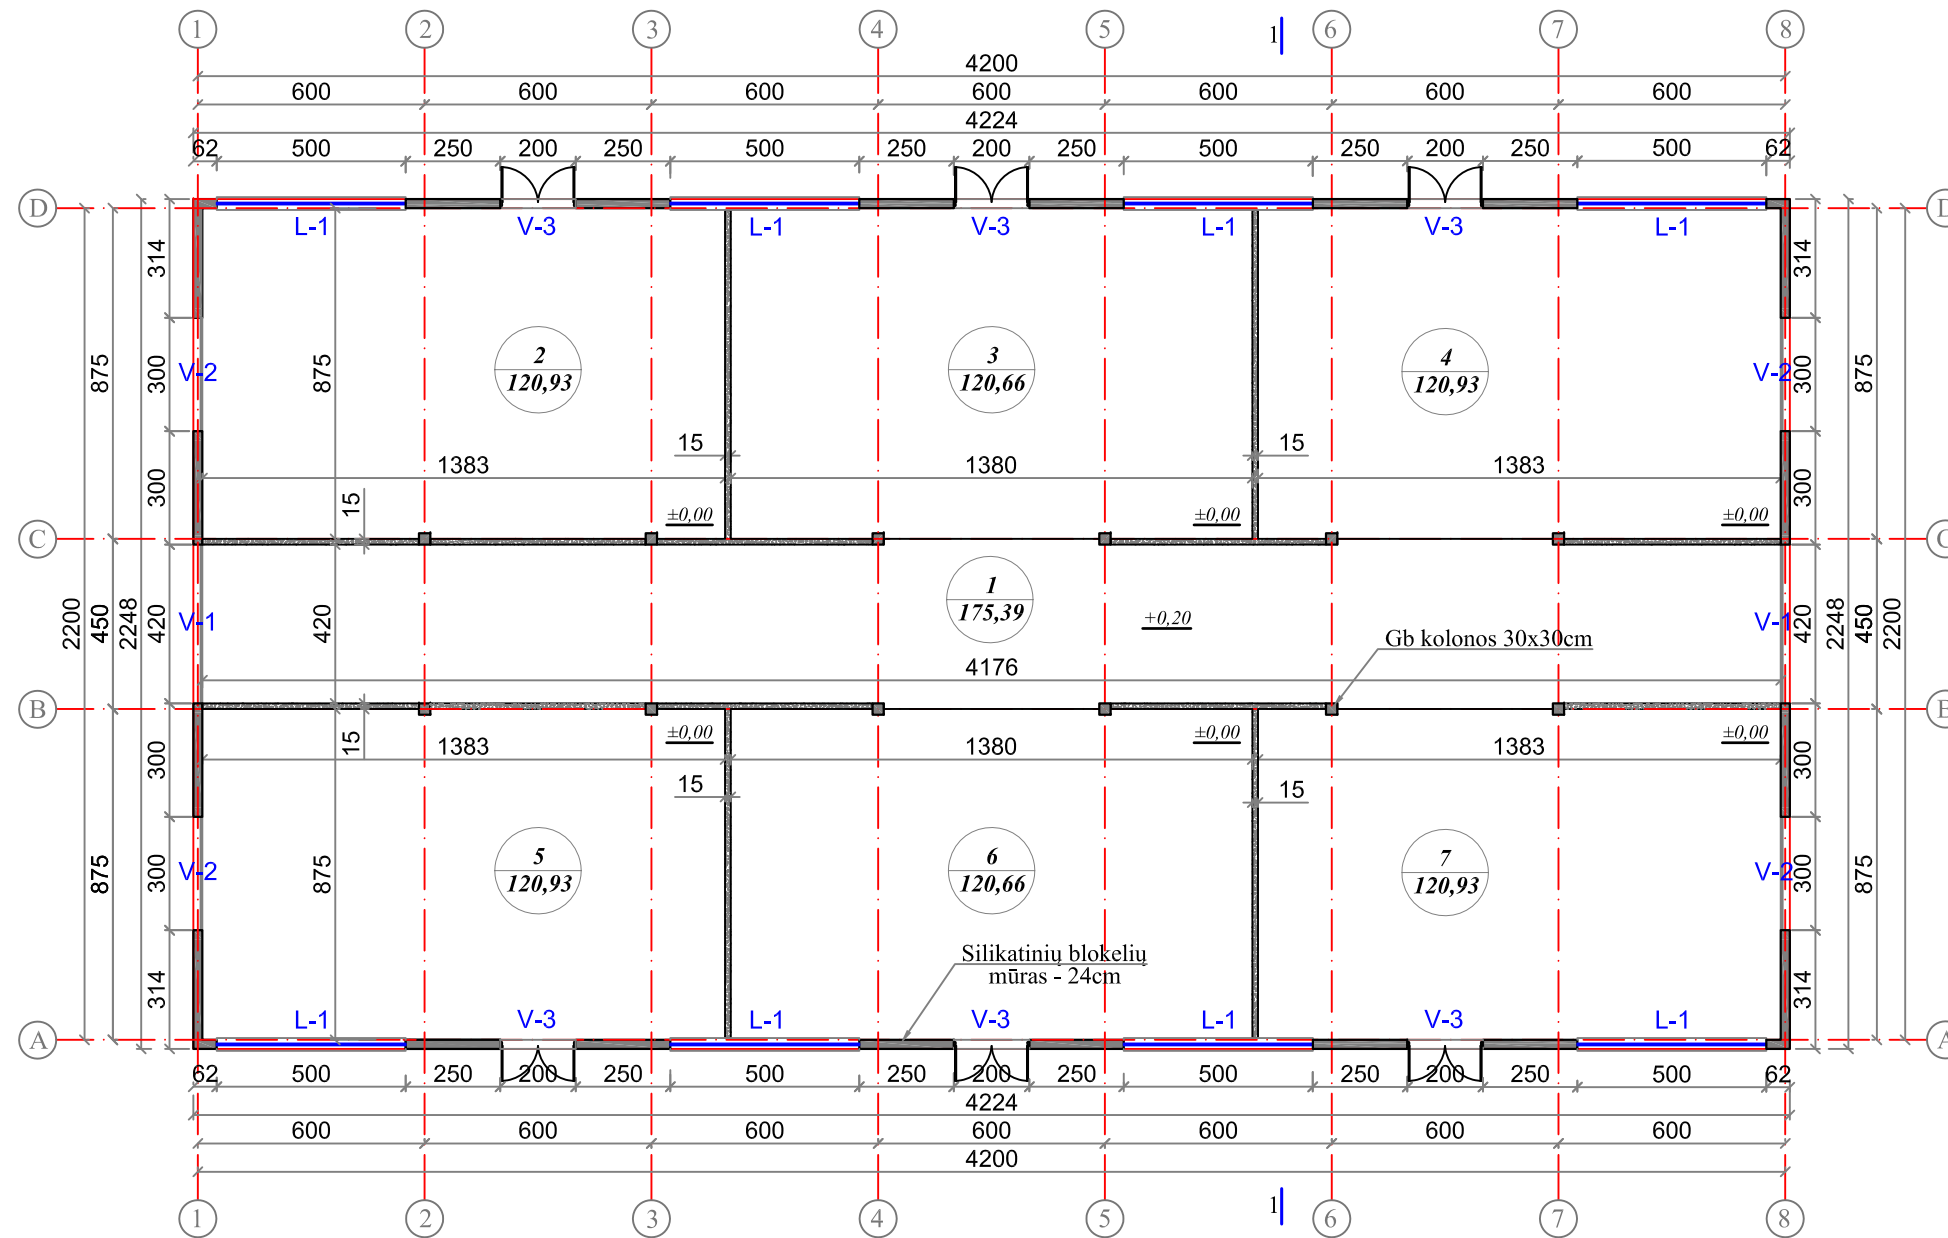 1 2 3 4 5 1 6 7 8
4200
600 600 600 600 600 600 600
4224
62 500 250 200 250 500 250 200 250 500 250 200 250 500 62
D D
L-1 V-3 L-1 V-3 L-1 V-3 L-1
314 314
2 3 4
120,93 120,66 120,93
875 300 V-2 875 V-2 300 875
15 15
1383 1380 1383
300 15 300
±0,00 ±0,00 ±0,00
C C
1
175,39
2200 450 2248 420 V-1 420 +0,20 V-1 420 2248 450 2200
Gb kolonos 30x30cm
4176
B B
±0,00 ±0,00 ±0,00
300 15 1383 1380 1383 300
15 15
5 6 7
120,93 120,66 120,93
875 300 V-2 875 V-2 300 875
Silikatinių blokelių
mūras - 24cm
314 314
L-1 V-3 L-1 V-3 L-1 V-3 L-1
A A
62 500 250 200 250 500 250 200 250 500 250 200 250 500 62
4224
600 600 600 600 600 600 600
4200
1 2 3 4 5 1 6 7 8